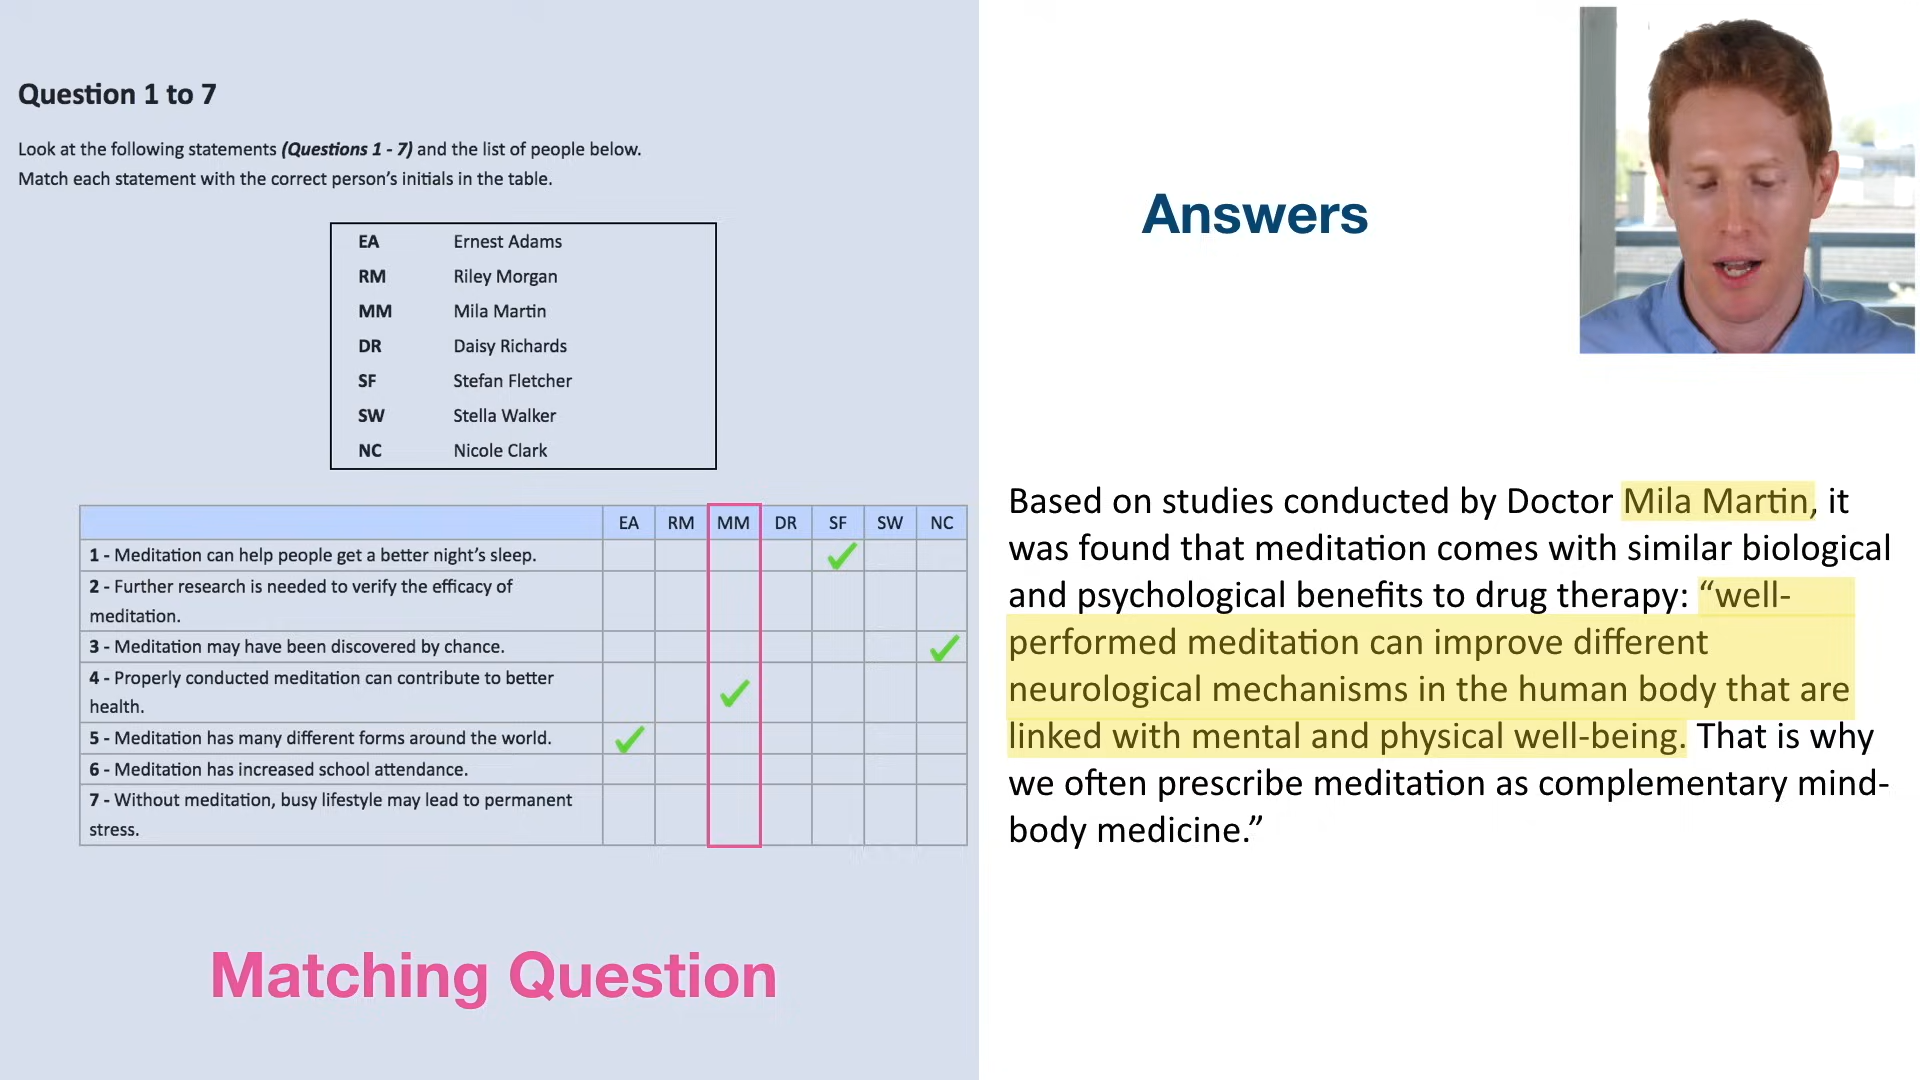 Question 1 to 7
Look at the following statements (Questions 1 - 7) and the list of people below.
Match each statement with the correct person's initials in the table.
EA Ernest Adams
RM Riley Morgan
MM Mila Martin
DR Daisy Richards
SF Stefan Fletcher
SW Stella Walker
NC Nicole Clark
EA RM MM DR SF SW NC
1 - Meditation can help people get a better night's sleep.
2 - Further research is needed to verify the efficacy of
meditation.
3 - Meditation may have been discovered by chance.
4 - Properly conducted meditation can contribute to better
health.
5 - Meditation has many different forms around the world.
6 - Meditation has increased school attendance.
7 - Without meditation, busy lifestyle may lead to permanent
stress.
Matching Question
Answers
Based on studies conducted by Doctor Mila Martin, it
was found that meditation comes with similar biological
and psychological benefits to drug therapy: “well-
performed meditation can improve different
neurological mechanisms in the human body that are
linked with mental and physical well-being. That is why
we often prescribe meditation as complementary mind-
body medicine.”